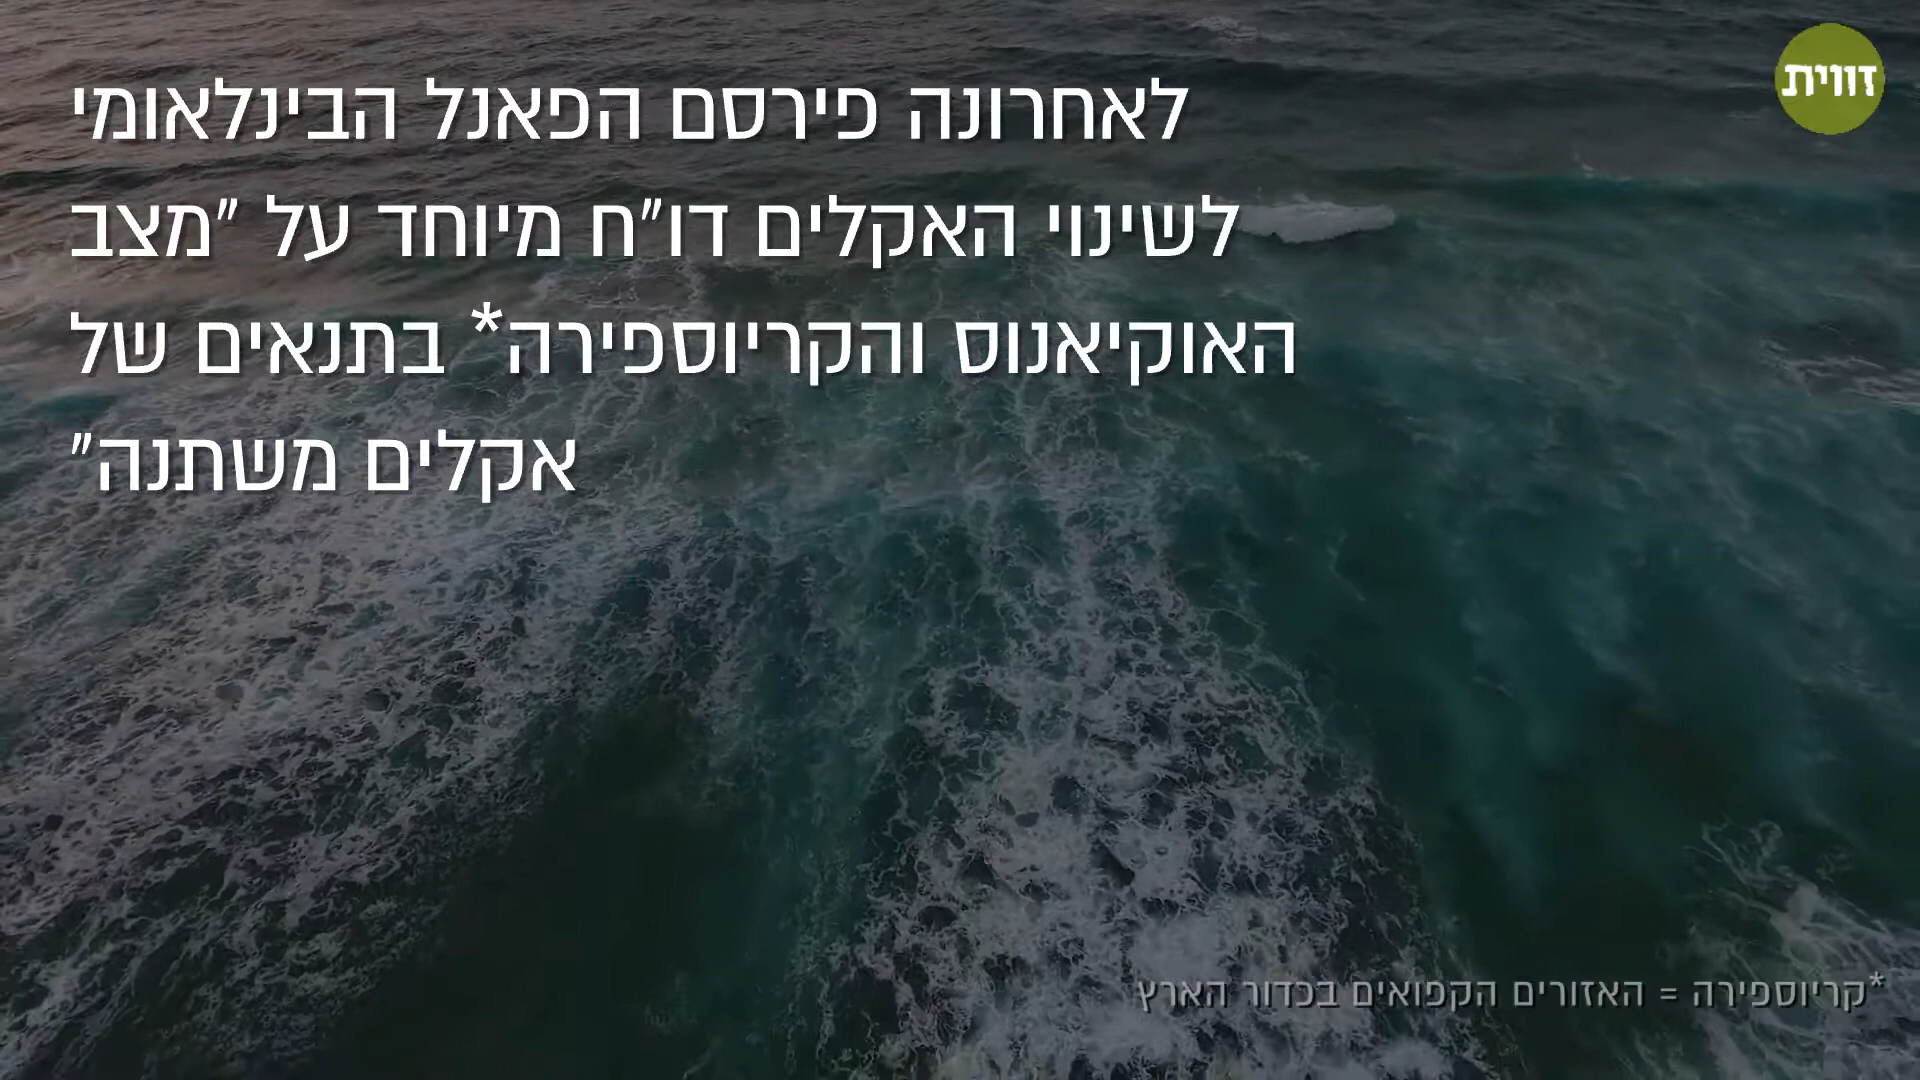 לאחרונה פירסם הפאנל הבינלאומי
לשינוי האקלים דו"ח מיוחד על "מצב
האוקיאנוס והקריוספירה* בתנאים של
אקלים משתנה"
*קריוספירה = האזורים הקפואים בכדור הארץ
זווית